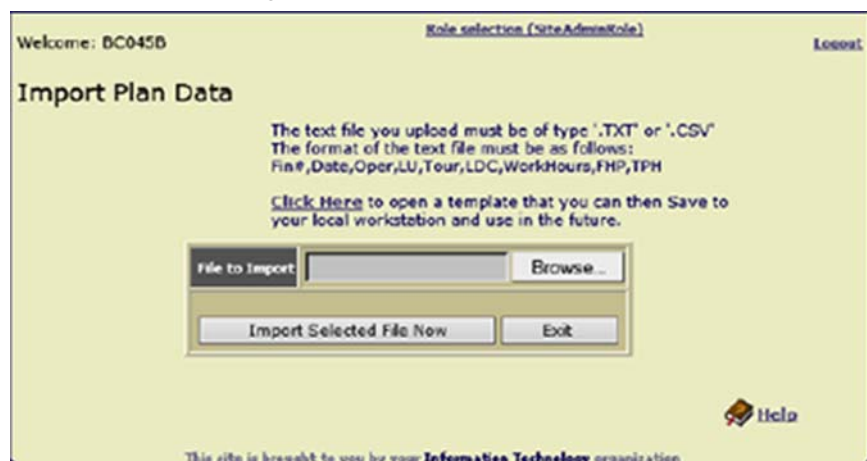 Role selection (SiteAdminRole)
Welcome: BC045B
Logout
Import Plan Data
The text file you upload must be of type '.TXT' or '.CSV'
The format of the text file must be as follows:
Fin#,Date,Oper,LU,Tour,LDC,WorkHours,FHP,TPH
Click Here to open a template that you can then Save to
your local workstation and use in the future.
File to Import
Browse...
Import Selected File Now
Exit
Help
This site is brought to you by your Information Technology organization